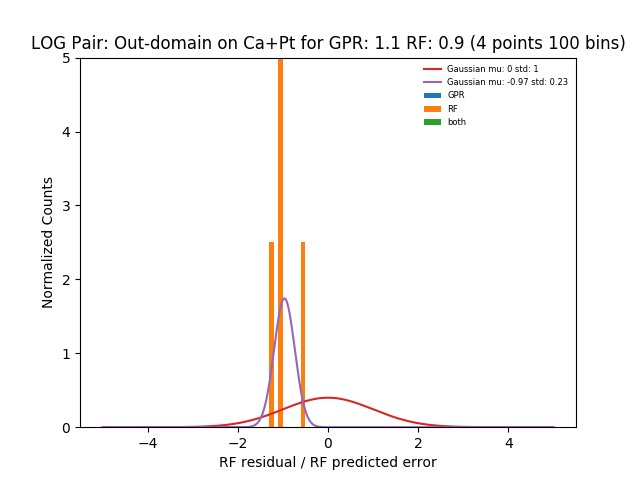 LOG Pair: Out-domain on Ca+Pt for GPR: 1.1 RF: 0.9 (4 points 100 bins)
Gaussian mu: 0 std: 1
Gaussian mu: -0.97 std: 0.23
GPR
RF
both
Normalized Counts
5
4
3
2
1
0
−4
−2
0
2
4
RF residual / RF predicted error